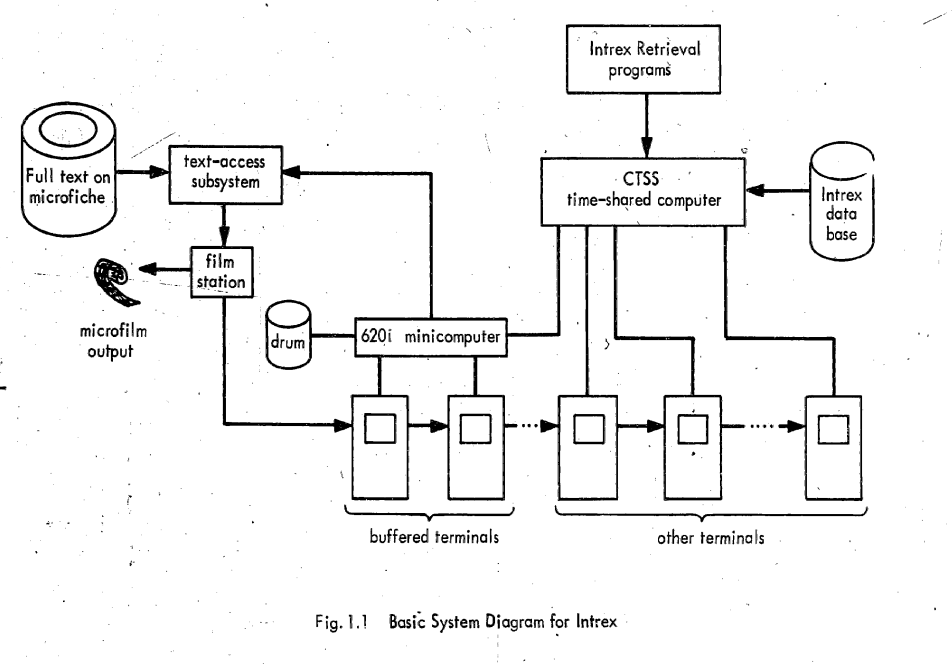 Intrex Retrieval
programs
Full text on
microfiche
text-access
subsystem
CTSS
time-shared computer
Intrex
data
base
film
station
microfilm
output
drum
620i minicomputer
buffered terminals
other terminals
Fig. 1.1 Basic System Diagram for Intrex